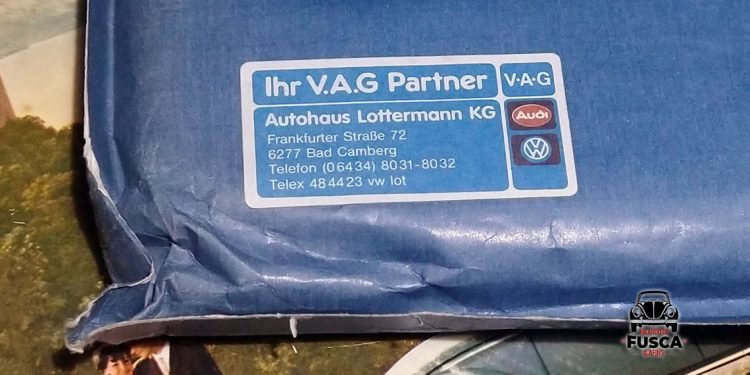 Ihr V.A.G Partner
V·A·G
Autohaus Lottermann KG
Frankfurter Straße 72
6277 Bad Camberg
Telefon (06434) 8031-8032
Telex 484423 vw lot
Audi
FUSCA